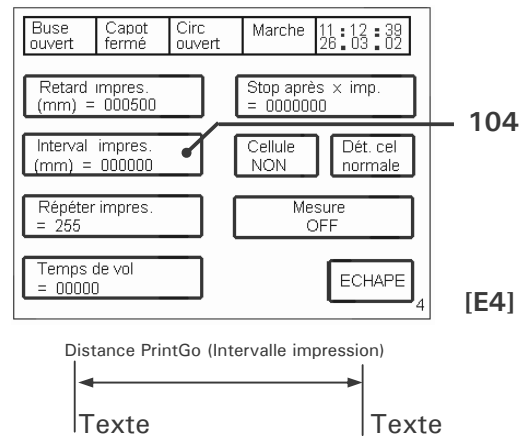 Buse ouvert
Capot fermé
Circ ouvert
Marche
11:12:39
26.03.02
Retard impres.
(mm) = 000500
Stop après x imp.
= 0000000
Interval impres.
(mm) = 000000
Cellule
NON
Dét. cel
normale
104
Répéter impres.
= 255
Mesure
OFF
Temps de vol
= 00000
ECHAPE
4
[E4]
Distance PrintGo (Intervalle impression)
Texte
Texte